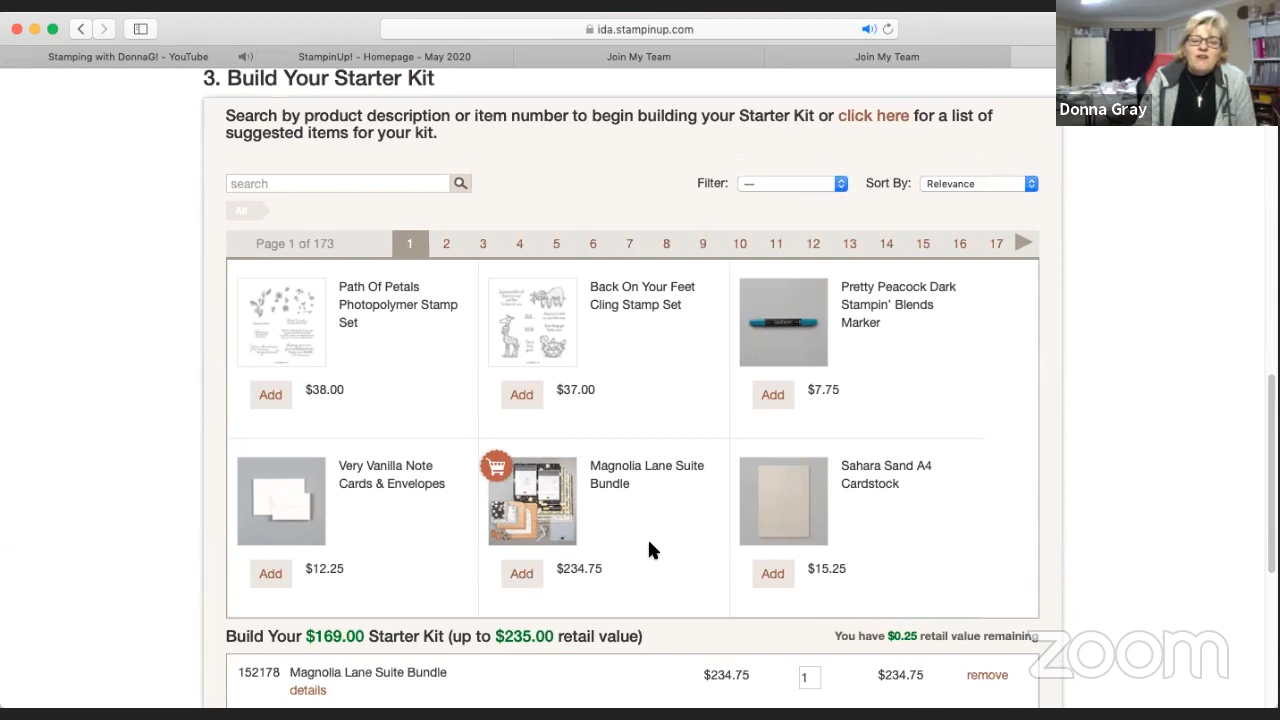 ida.stampinup.com
Stamping with DonnaG! - YouTube
StampinUp! - Homepage - May 2020
Join My Team
Join My Team
Donna Gray
3. Build Your Starter Kit
Search by product description or item number to begin building your Starter Kit or click here for a list of
suggested items for your kit.
search
Filter: —
Sort By: Relevance
All
Page 1 of 173 1 2 3 4 5 6 7 8 9 10 11 12 13 14 15 16 17
Path Of Petals
Photopolymer Stamp
Set
Add $38.00
Back On Your Feet
Cling Stamp Set
Add $37.00
Pretty Peacock Dark
Stampin' Blends
Marker
Add $7.75
Very Vanilla Note
Cards & Envelopes
Add $12.25
Magnolia Lane Suite
Bundle
Add $234.75
Sahara Sand A4
Cardstock
Add $15.25
Build Your $169.00 Starter Kit (up to $235.00 retail value)
You have $0.25 retail value remaining
152178 Magnolia Lane Suite Bundle $234.75 1 $234.75 remove
details
zoom